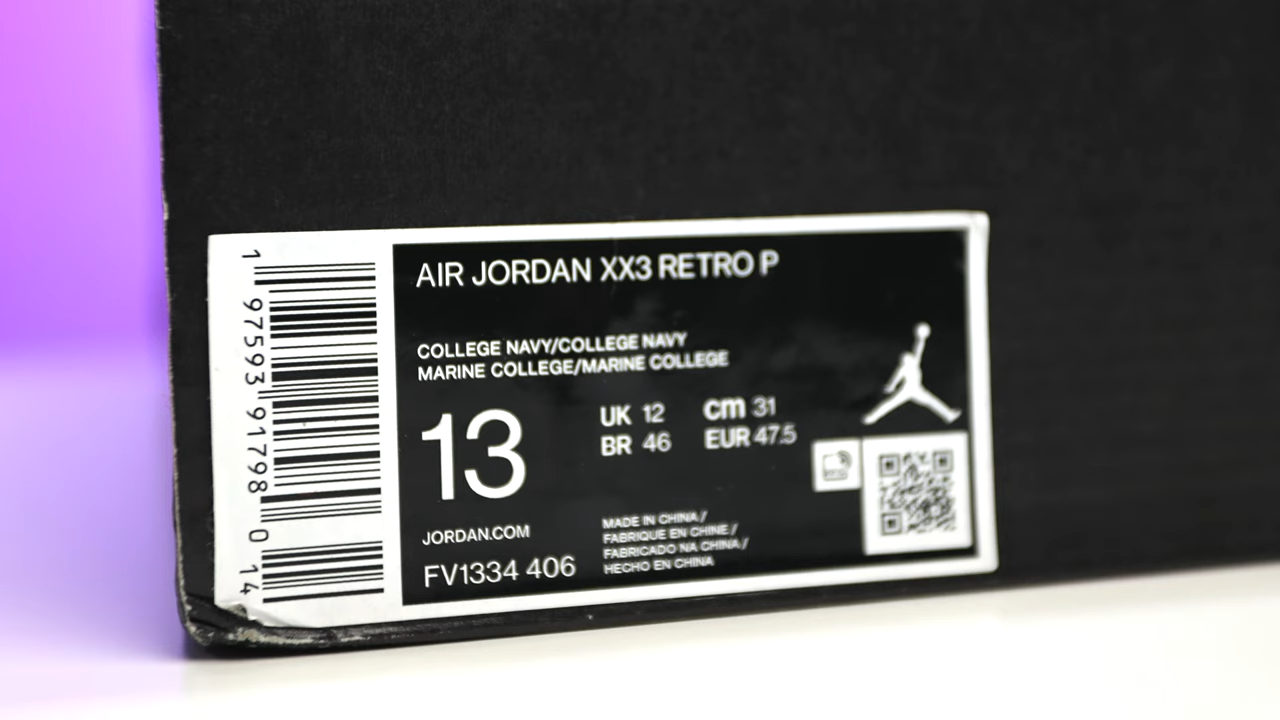 AIR JORDAN XX3 RETRO P
COLLEGE NAVY/COLLEGE NAVY
MARINE COLLEGE/MARINE COLLEGE
13
UK 12
cm 31
BR 46
EUR 47.5
JORDAN.COM
FV1334 406
MADE IN CHINA /
FABRIQUE EN CHINE /
FABRICADO NA CHINA /
HECHO EN CHINA
1 97593 91798 0 14